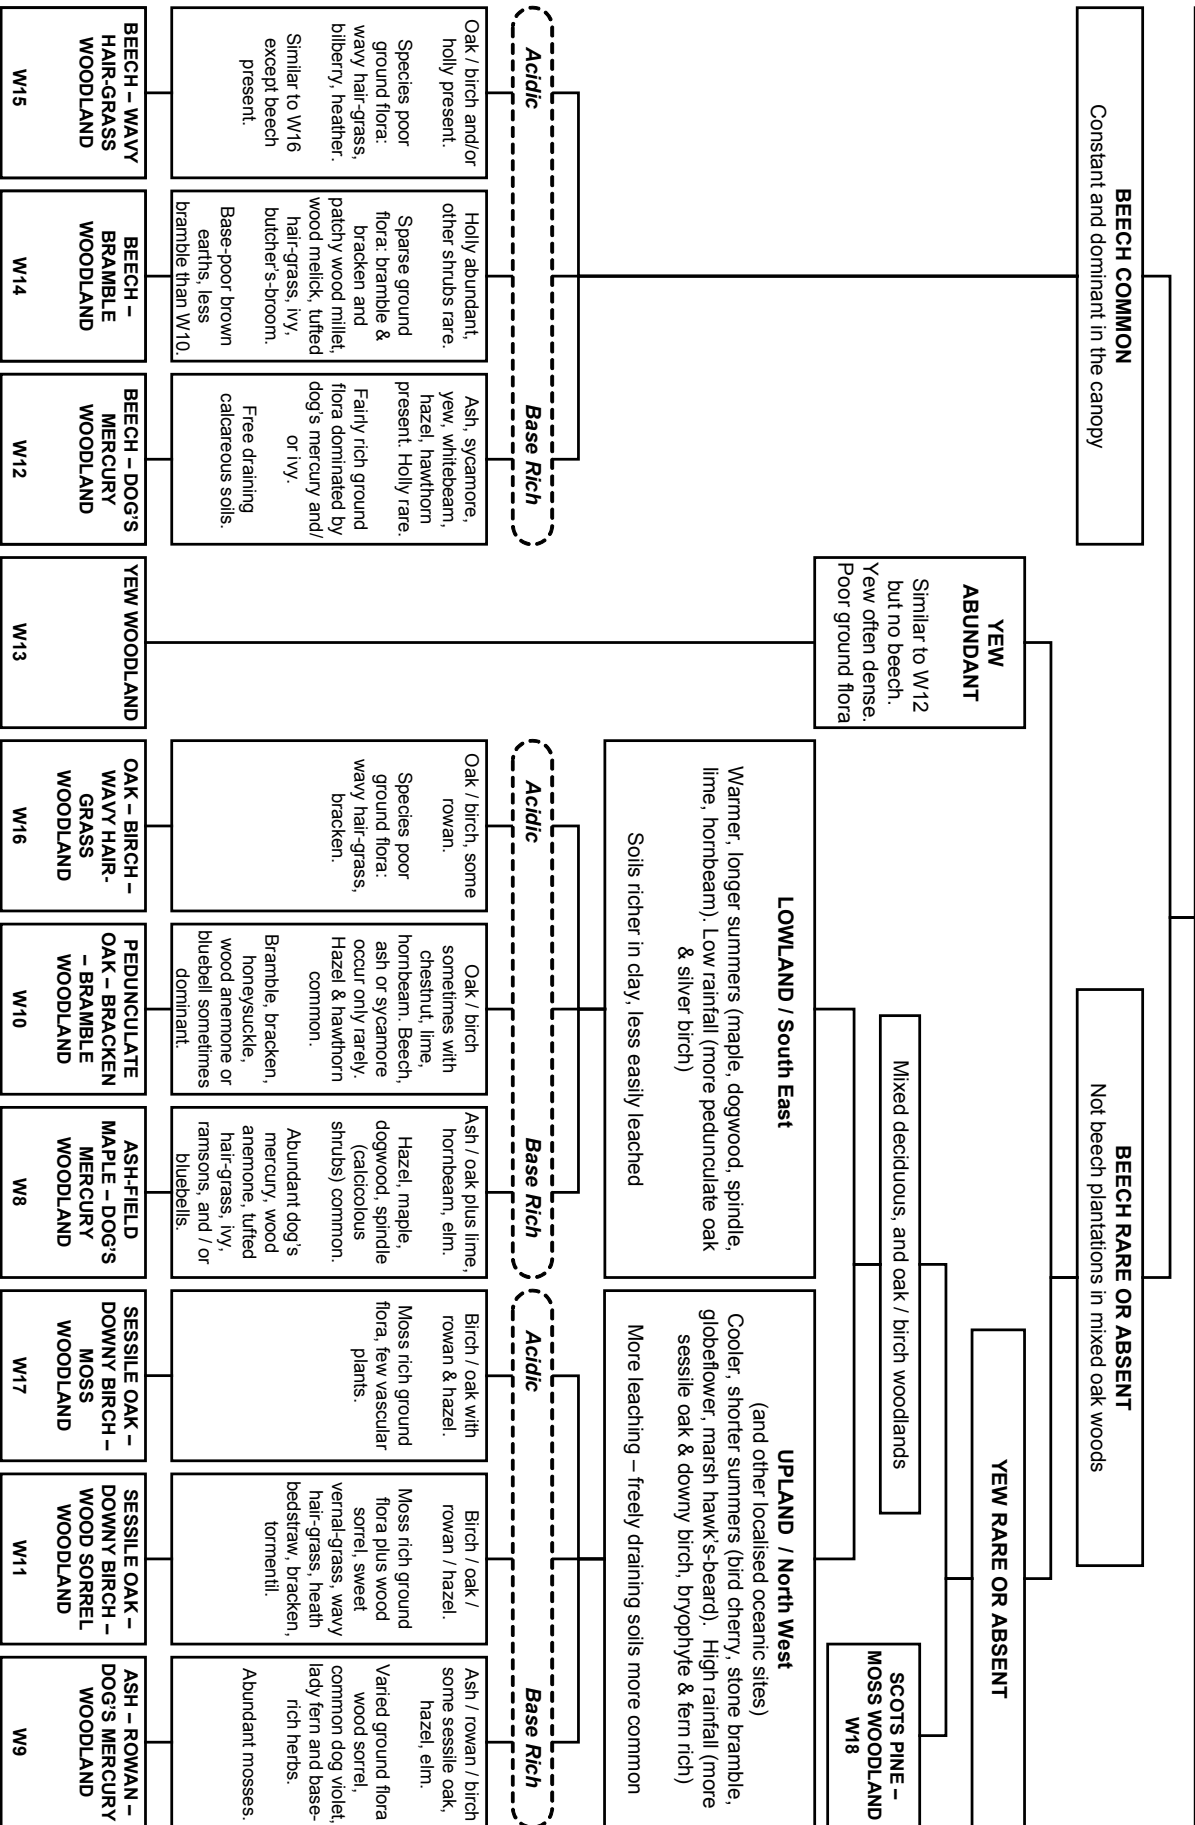 BEECH COMMON
Constant and dominant in the canopy
BEECH RARE OR ABSENT
Not beech plantations in mixed oak woods
YEW
ABUNDANT
Similar to W12
but no beech.
Yew often dense.
Poor ground flora
YEW RARE OR ABSENT
Mixed deciduous, and oak / birch woodlands
SCOTS PINE –
MOSS WOODLAND
W18
LOWLAND / South East
Warmer, longer summers (maple, dogwood, spindle,
lime, hornbeam). Low rainfall (more pedunculate oak
& silver birch)
Soils richer in clay, less easily leached
UPLAND / North West
(and other localised oceanic sites)
Cooler, shorter summers (bird cherry, stone bramble,
globeflower, marsh hawk's-beard). High rainfall (more
sessile oak & downy birch, bryophyte & fern rich)
More leaching – freely draining soils more common
Acidic
Base Rich
Acidic
Base Rich
Acidic
Base Rich
Oak / birch and/or
holly present.
Species poor
ground flora:
wavy hair-grass,
bilberry, heather.
Similar to W16
except beech
present.
Holly abundant,
other shrubs rare.
Sparse ground
flora: bramble &
bracken and
patchy wood millet,
wood melick, tufted
hair-grass, ivy,
butcher's-broom.
Base-poor brown
earths, less
bramble than W10.
Ash, sycamore,
yew, whitebeam,
hazel, hawthorn
present. Holly rare.
Fairly rich ground
flora dominated by
dog's mercury and/
or ivy.
Free draining
calcareous soils.
Oak / birch, some
rowan.
Species poor
ground flora:
wavy hair-grass,
bracken.
Oak / birch
sometimes with
chestnut, lime,
hornbeam. Beech,
ash or sycamore
occur only rarely.
Hazel & hawthorn
common.
Bramble, bracken,
honeysuckle,
wood anemone or
bluebell sometimes
dominant.
Ash / oak plus lime,
hornbeam, elm.
Hazel, maple,
dogwood, spindle
(calcicolous
shrubs) common.
Abundant dog's
mercury, wood
anemone, tufted
hair-grass, ivy,
ramsons, and / or
bluebells.
Birch / oak with
rowan & hazel.
Moss rich ground
flora, few vascular
plants.
Birch / oak /
rowan / hazel.
Moss rich ground
flora plus wood
sorrel, sweet
vernal-grass, wavy
hair-grass, heath
bedstraw, bracken,
tormentil.
Ash / rowan / birch
some sessile oak,
hazel, elm.
Varied ground flora
wood sorrel,
common dog violet,
lady fern and base-
rich herbs.
Abundant mosses.
BEECH – WAVY
HAIR-GRASS
WOODLAND
W15
BEECH –
BRAMBLE
WOODLAND
W14
BEECH – DOG'S
MERCURY
WOODLAND
W12
YEW WOODLAND
W13
OAK – BIRCH –
WAVY HAIR-
GRASS
WOODLAND
W16
PEDUNCULATE
OAK – BRACKEN
– BRAMBLE
WOODLAND
W10
ASH-FIELD
MAPLE – DOG'S
MERCURY
WOODLAND
W8
SESSILE OAK –
DOWNY BIRCH –
MOSS
WOODLAND
W17
SESSILE OAK –
DOWNY BIRCH –
WOOD SORREL
WOODLAND
W11
ASH – ROWAN –
DOG'S MERCURY
WOODLAND
W9